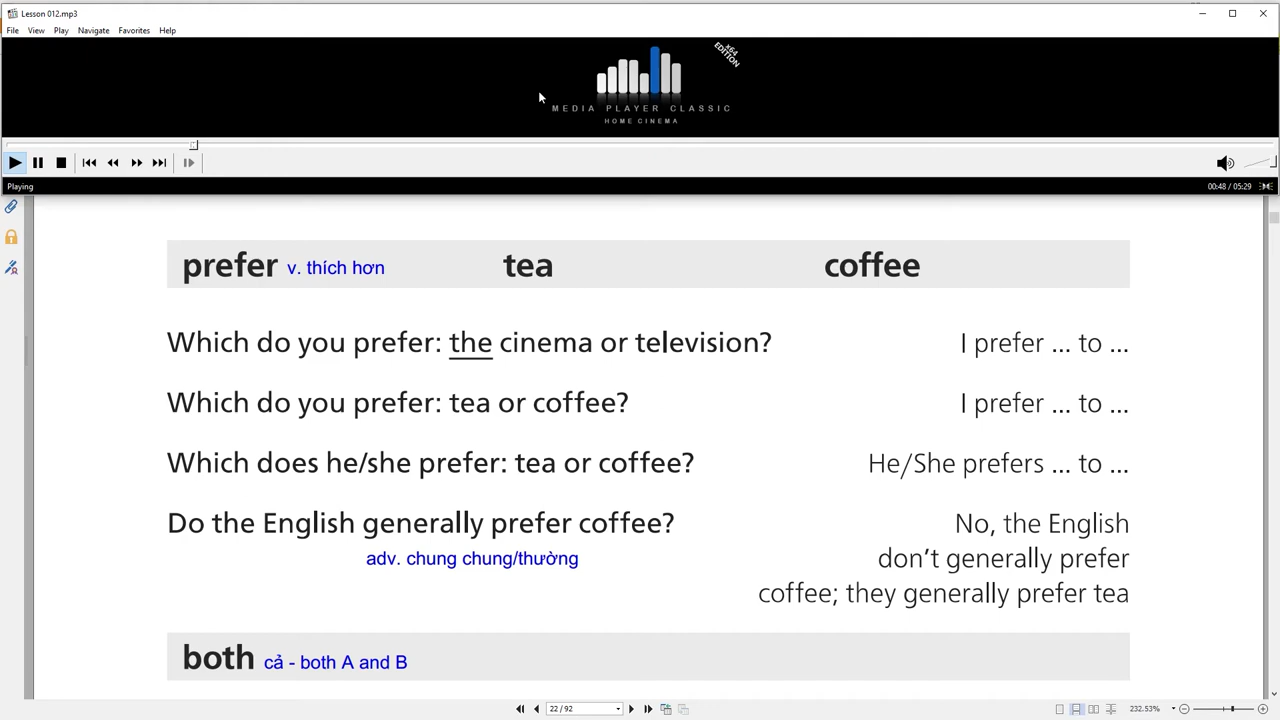 Lesson 012.mp3
File View Play Navigate Favorites Help
x64
EDITION
MEDIA PLAYER CLASSIC
HOME CINEMA
Playing
00:48 / 05:29
prefer v. thích hơn tea coffee
Which do you prefer: the cinema or television? I prefer ... to ...
Which do you prefer: tea or coffee? I prefer ... to ...
Which does he/she prefer: tea or coffee? He/She prefers ... to ...
Do the English generally prefer coffee? No, the English
adv. chung chung/thường don't generally prefer
coffee; they generally prefer tea
both cả - both A and B
22 / 92
232.53%